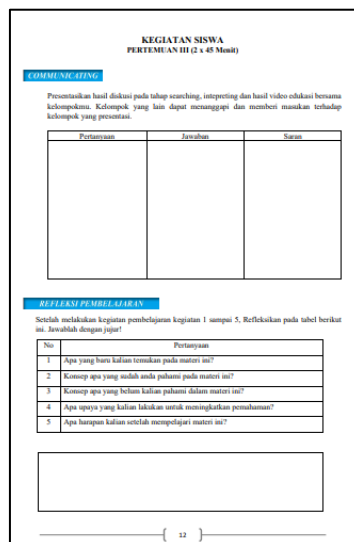 KEGIATAN SISWA
PERTEMUAN III (2 x 45 Menit)
COMMUNICATING
Presentasikan hasil diskusi pada tahap searching, intepreting dan hasil video edukasi bersama
kelompokmu. Kelompok yang lain dapat menanggapi dan memberi masukan terhadap
kelompok yang presentasi.
Pertanyaan Jawaban Saran
REFLEKSI PEMBELAJARAN
Setelah melakukan kegiatan pembelajaran kegiatan 1 sampai 5, Refleksikan pada tabel berikut
ini. Jawablah dengan jujur!
No Pertanyaan
1 Apa yang baru kalian temukan pada materi ini?
2 Konsep apa yang sudah anda pahami pada materi ini?
3 Konsep apa yang belum kalian pahami dalam materi ini?
4 Apa upaya yang kalian lakukan untuk meningkatkan pemahaman?
5 Apa harapan kalian setelah mempelajari materi ini?
12